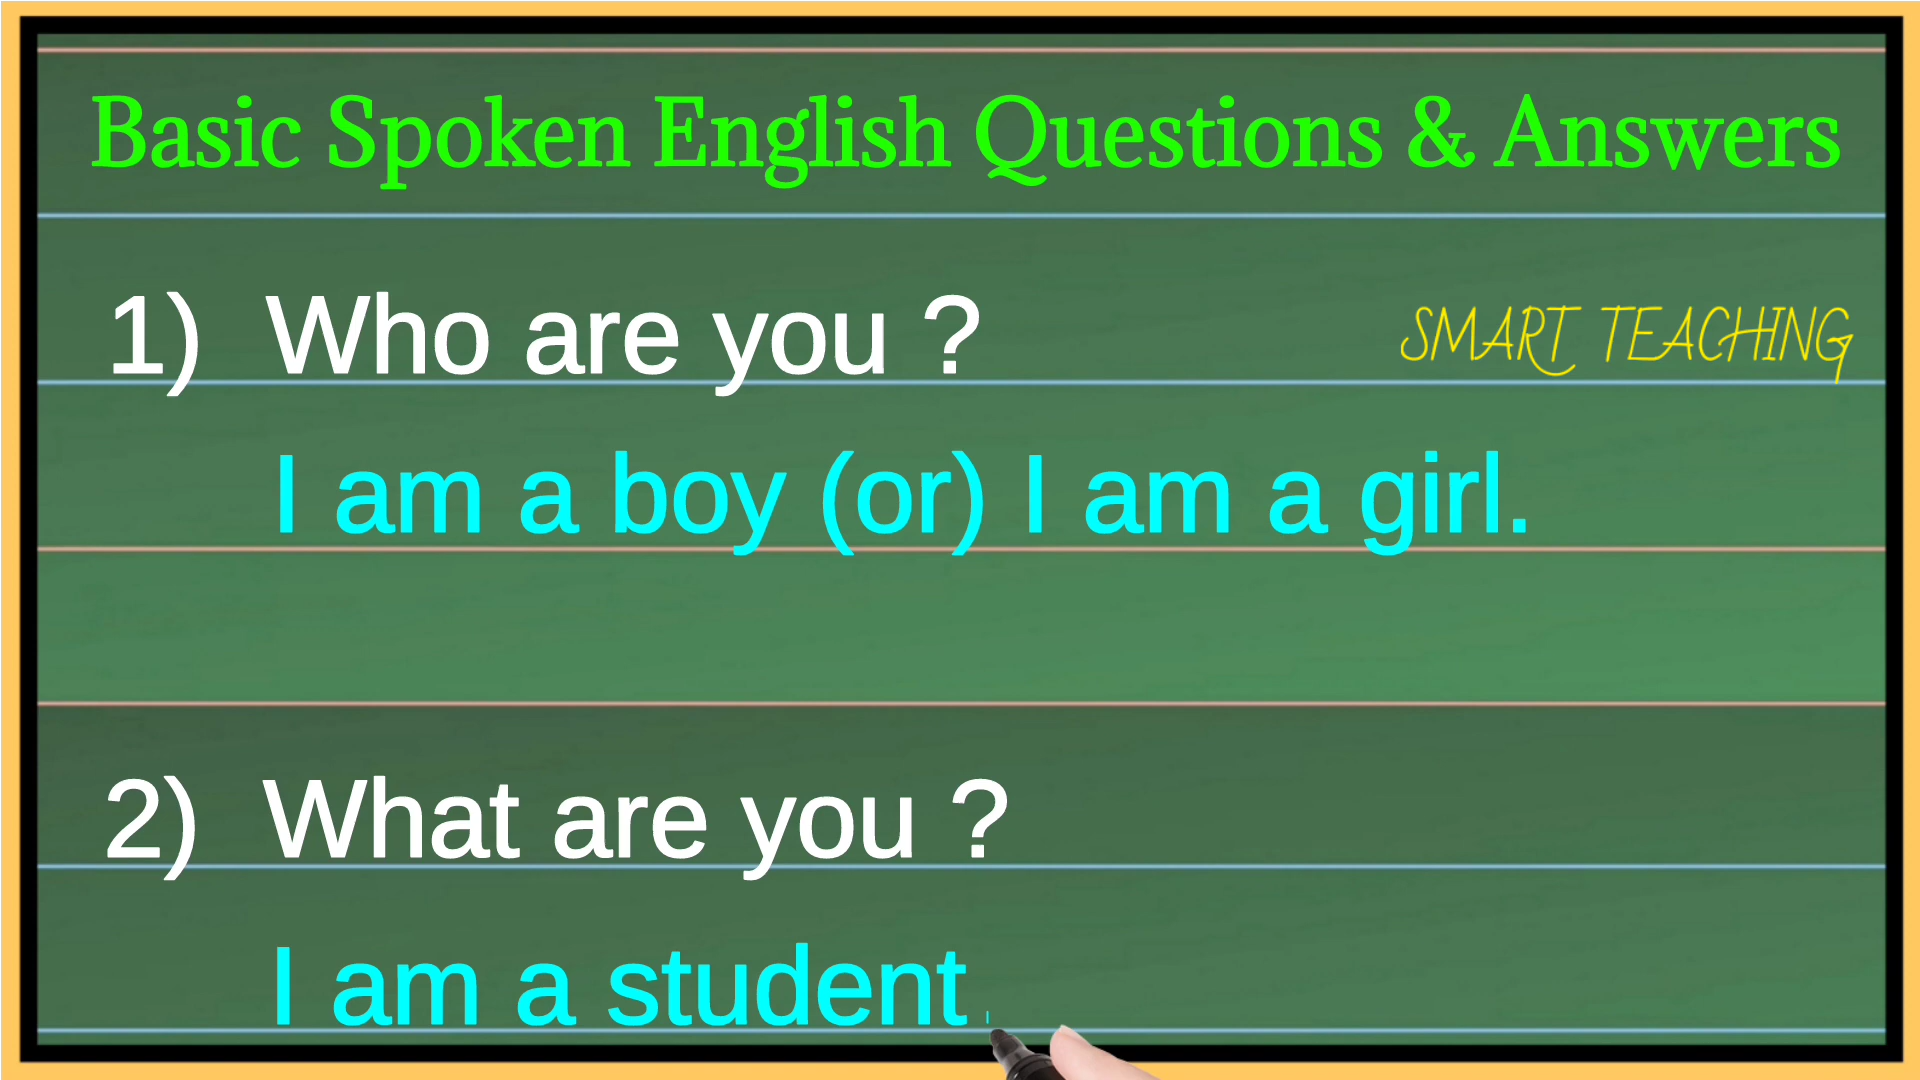 Basic Spoken English Questions & Answers
1) Who are you ?
SMART TEACHING
I am a boy (or) I am a girl.
2) What are you ?
I am a student